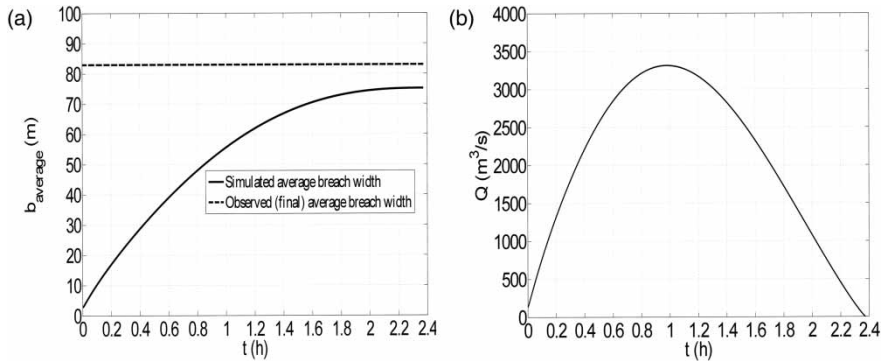 (a)
100
90
80
70
60
50
40
30
20
10
0
b average (m)
Simulated average breach width
Observed (final) average breach width
0 0.2 0.4 0.6 0.8 1 1.2 1.4 1.6 1.8 2 2.2 2.4
t (h)
(b)
4000
3500
3000
2500
2000
1500
1000
500
0
Q (m³/s)
0 0.2 0.4 0.6 0.8 1 1.2 1.4 1.6 1.8 2 2.2 2.4
t (h)